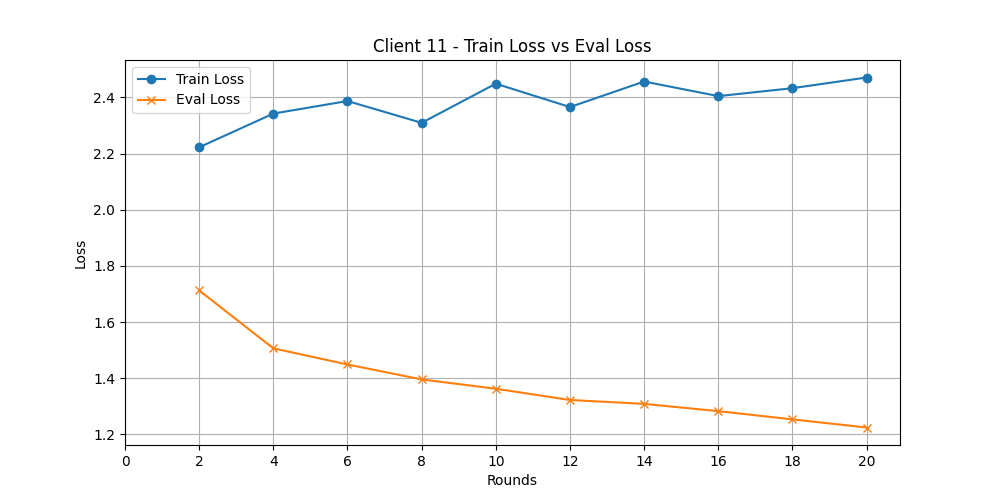 Client 11 - Train Loss vs Eval Loss
Train Loss
Eval Loss
2.4
2.2
2.0
1.8
1.6
1.4
1.2
Loss
0 2 4 6 8 10 12 14 16 18 20
Rounds